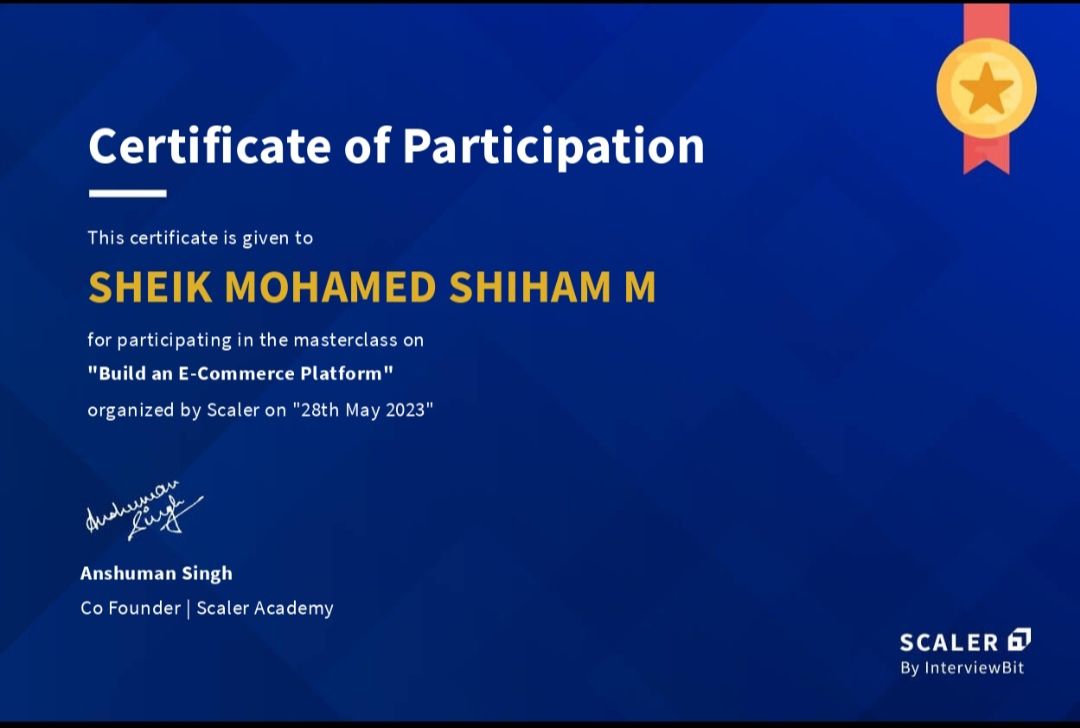 Certificate of Participation
This certificate is given to
SHEIK MOHAMED SHIHAM M
for participating in the masterclass on
"Build an E-Commerce Platform"
organized by Scaler on "28th May 2023"
Anshuman
Singh
Anshuman Singh
Co Founder | Scaler Academy
SCALER
By InterviewBit